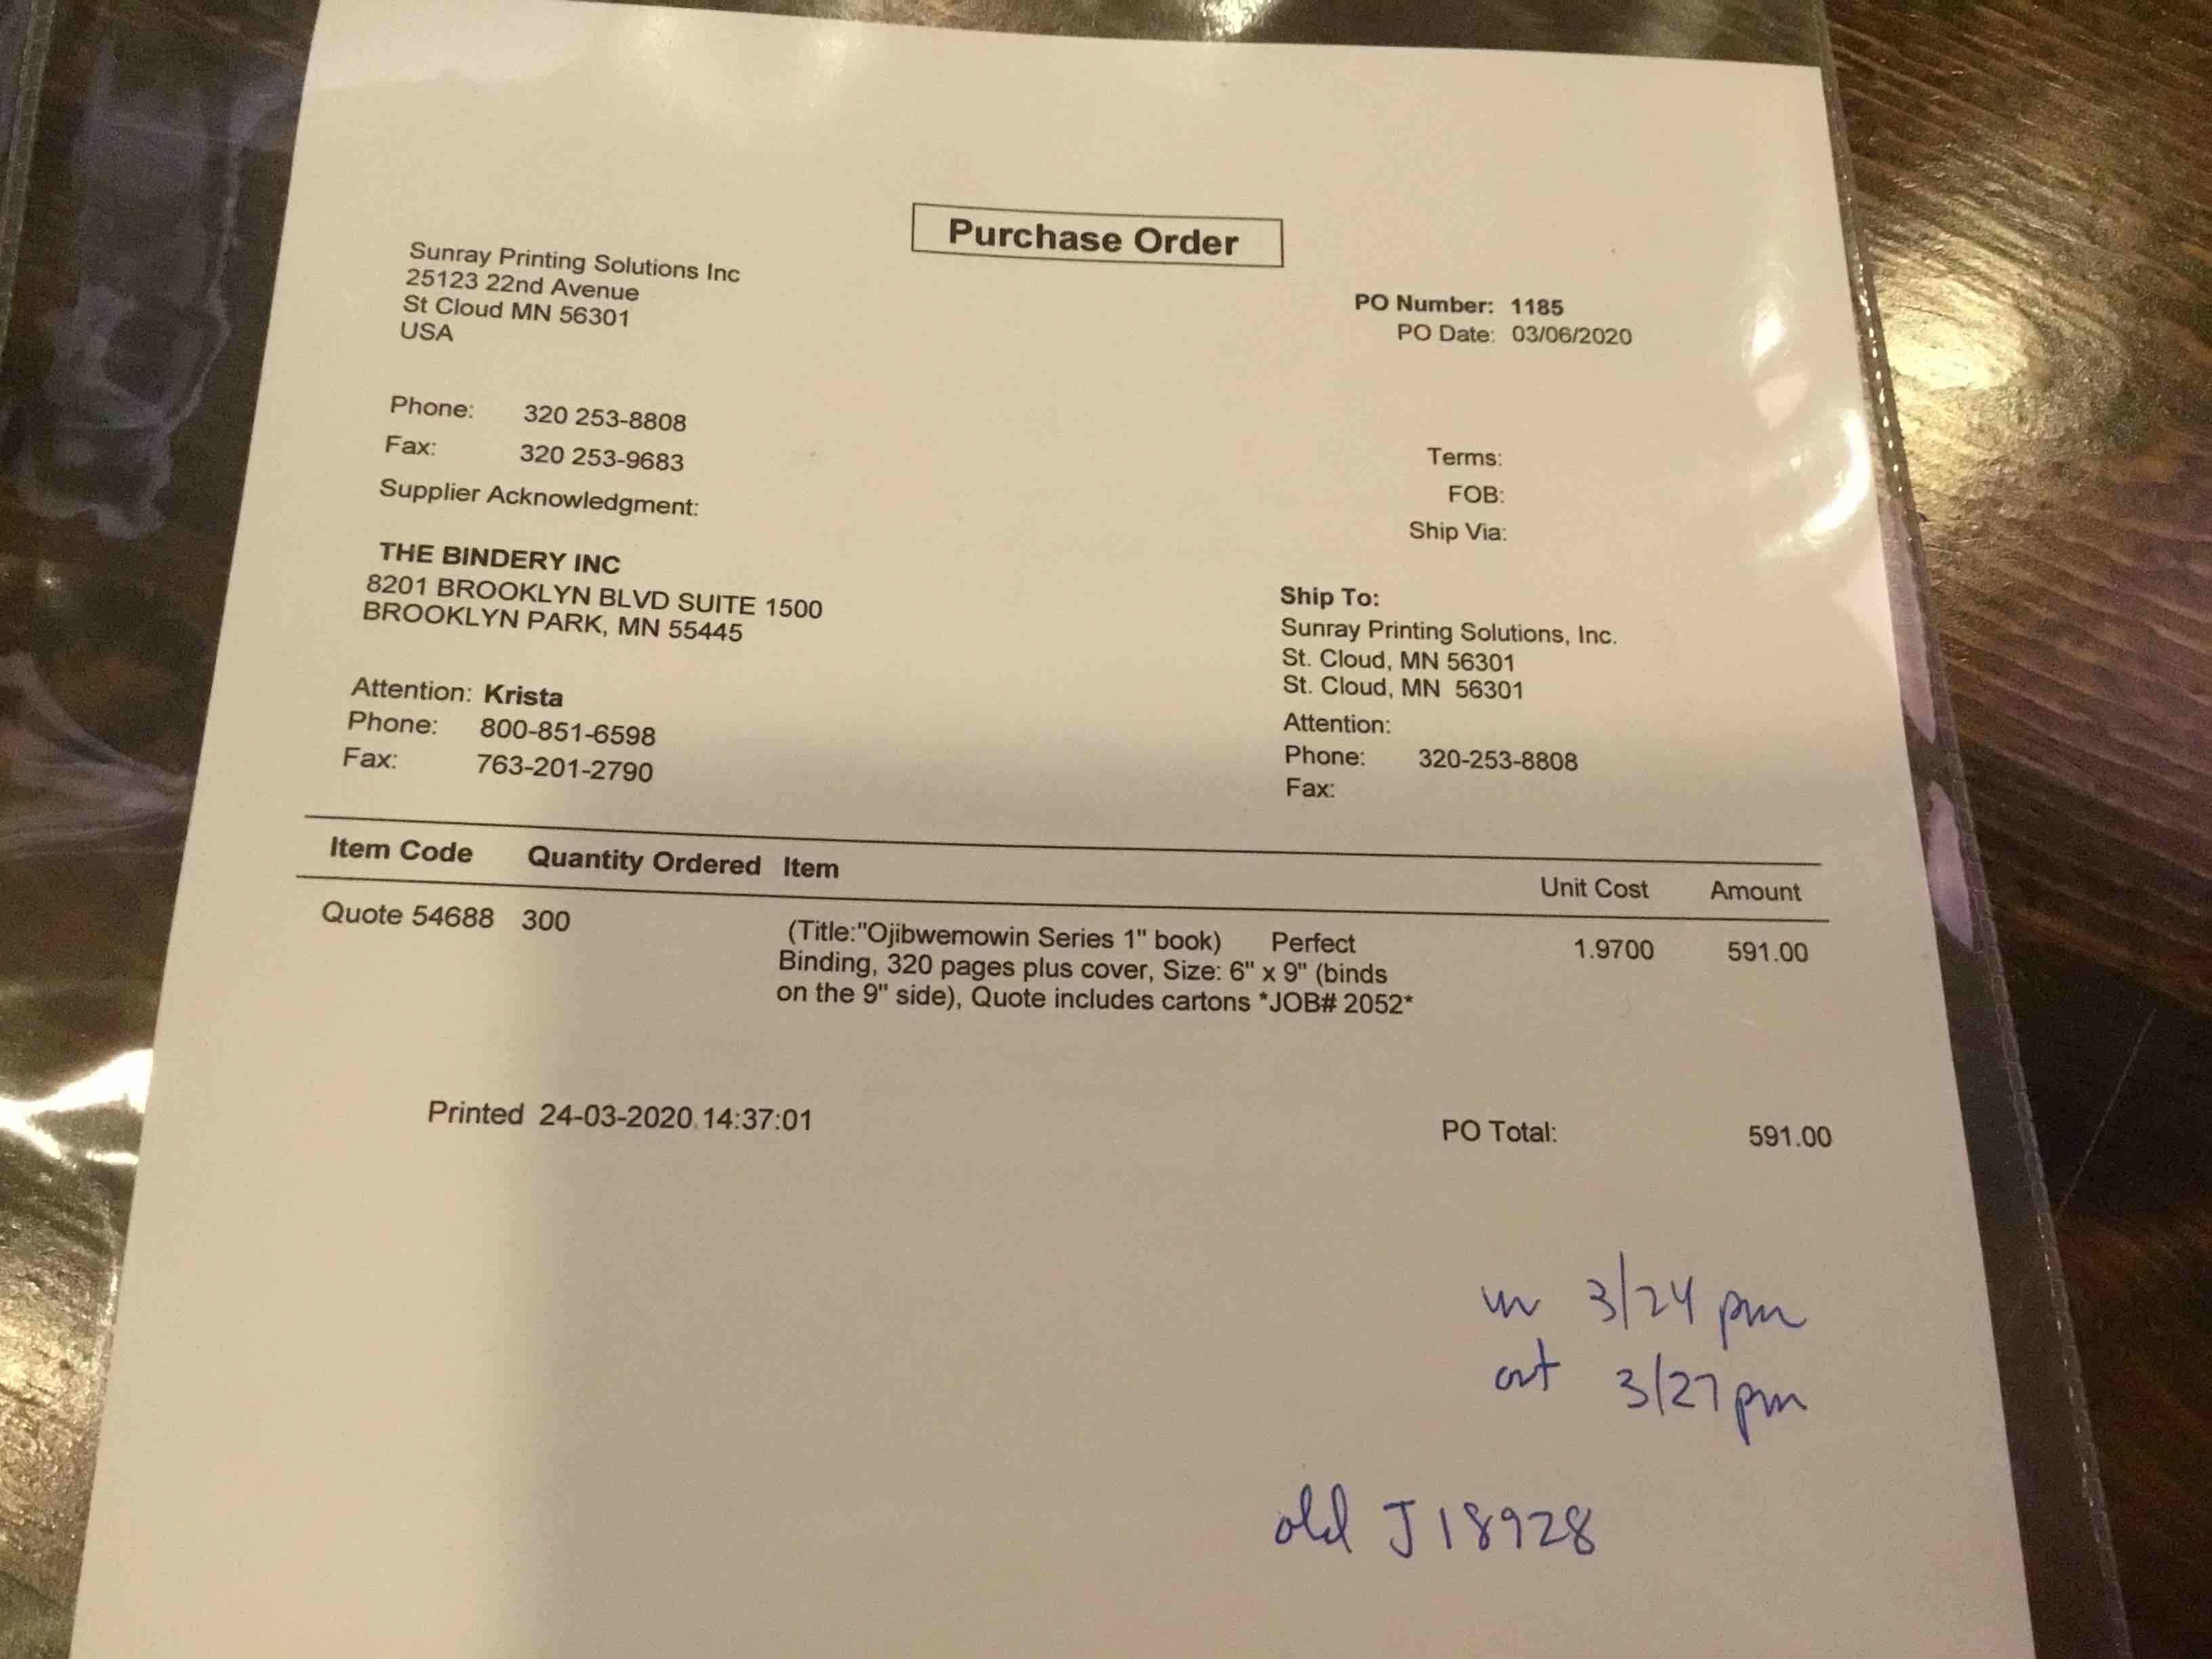 Purchase Order
Sunray Printing Solutions Inc
25123 22nd Avenue
St Cloud MN 56301
USA
PO Number: 1185
PO Date: 03/06/2020
Phone: 320 253-8808
Fax: 320 253-9683
Supplier Acknowledgment:
Terms:
FOB:
Ship Via:
THE BINDERY INC
8201 BROOKLYN BLVD SUITE 1500
BROOKLYN PARK, MN 55445
Attention: Krista
Phone: 800-851-6598
Fax: 763-201-2790
Ship To:
Sunray Printing Solutions, Inc.
St. Cloud, MN 56301
St. Cloud, MN 56301
Attention:
Phone: 320-253-8808
Fax:
Item Code Quantity Ordered Item Unit Cost Amount
Quote 54688 300 (Title:"Ojibwemowin Series 1" book) Perfect 1.9700 591.00
Binding, 320 pages plus cover, Size: 6" x 9" (binds
on the 9" side), Quote includes cartons *JOB# 2052*
Printed 24-03-2020 14:37:01 PO Total: 591.00
in 3/24 pm
out 3/27 pm
old J18928